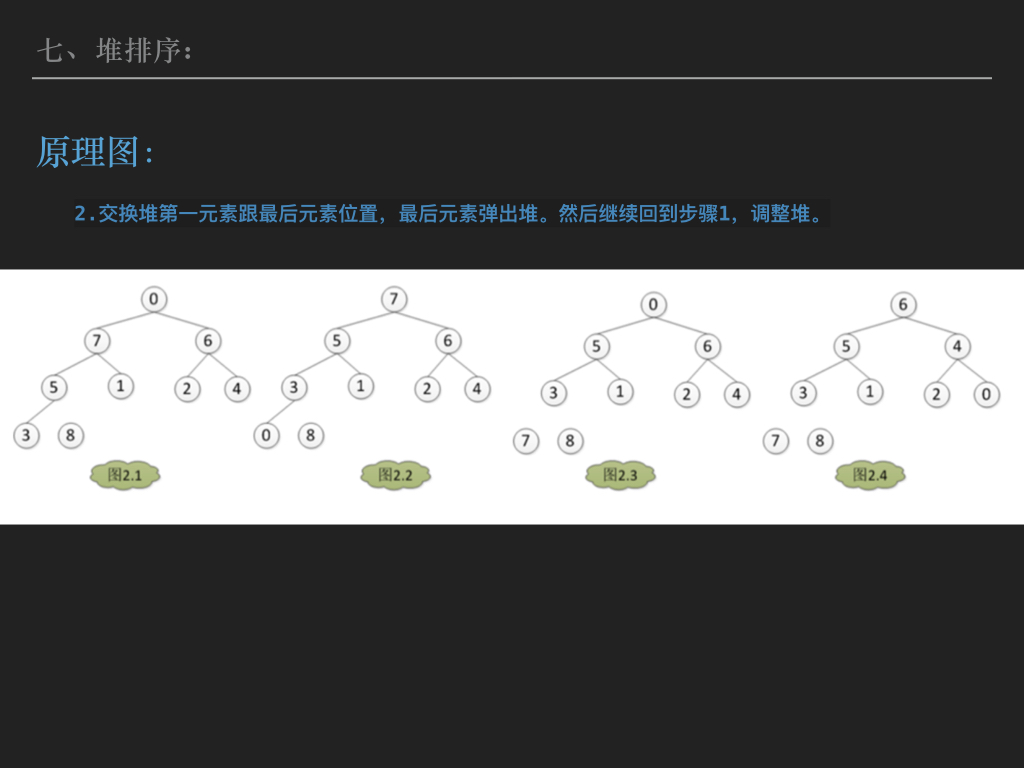 七、堆排序:
原理图:
2.交换堆第一元素跟最后元素位置，最后元素弹出堆。然后继续回到步骤1，调整堆。
0 7 0 6
7 6 5 6 5 6 5 4
5 1 2 4 3 1 2 4 3 1 2 4 3 1 2 0
3 8 0 8 7 8 7 8
图2.1 图2.2 图2.3 图2.4